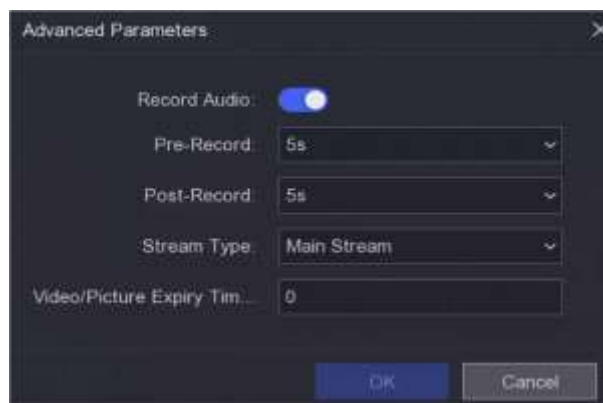 Advanced Parameters
Record Audio:
Pre-Record: 5s
Post-Record: 5s
Stream Type: Main Stream
Video/Picture Expiry Tim... 0
OK Cancel